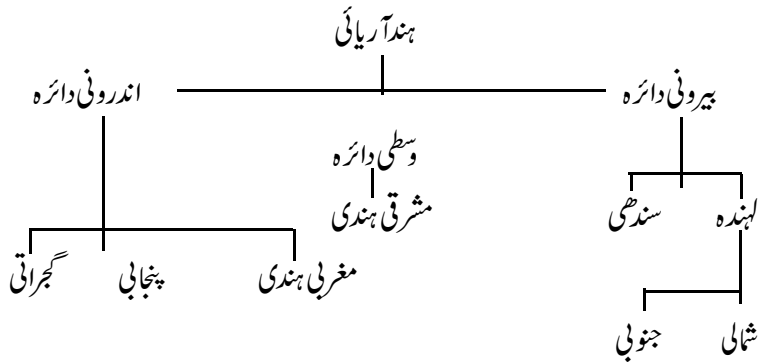 ہند آریائی
بیرونی دائرہ
اندرونی دائرہ
وسطی دائرہ
لہندہ سندھی
مشرقی ہندی
مغربی ہندی پنجابی گجراتی
شمالی جنوبی